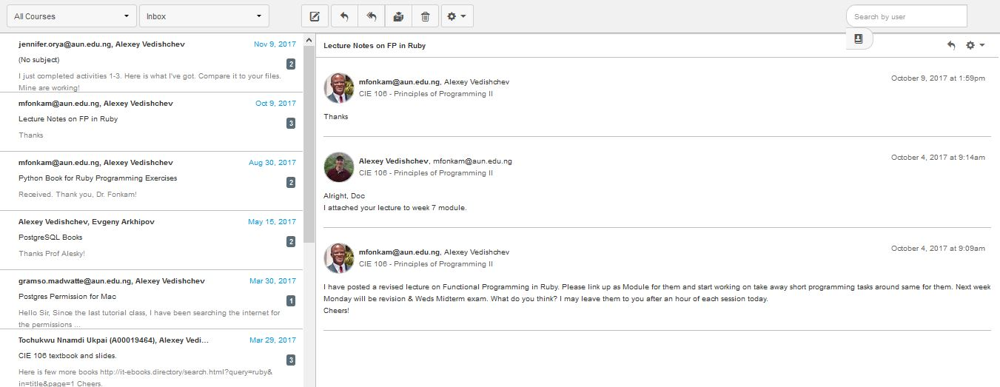 All Courses
Inbox
Search by user
jennifer.orya@aun.edu.ng, Alexey Vedishchev
Nov 9, 2017
(No subject)
2
I just completed activities 1-3. Here is what I've got. Compare it to your files.
Mine are working!
mfonkam@aun.edu.ng, Alexey Vedishchev
Oct 9, 2017
Lecture Notes on FP in Ruby
3
Thanks
mfonkam@aun.edu.ng, Alexey Vedishchev
Aug 30, 2017
Python Book for Ruby Programming Exercises
2
Received. Thank you, Dr. Fonkam!
Alexey Vedishchev, Evgeny Arkhipov
May 15, 2017
PostgreSQL Books
2
Thanks Prof Alesky!
gramso.madwatte@aun.edu.ng, Alexey Vedishchev
Mar 30, 2017
Postgres Permission for Mac
1
Hello Sir, Since the last tutorial class, I have been searching the internet for
the permissions ...
Tochukwu Nnamdi Ukpai (A00019464), Alexey Vedi...
Mar 29, 2017
CIE 106 textbook and slides.
3
Here is few more books http://it-ebooks.directory/search.html?query=ruby&
in=title&page=1 Cheers.
Lecture Notes on FP in Ruby
mfonkam@aun.edu.ng, Alexey Vedishchev
October 9, 2017 at 1:59pm
CIE 106 - Principles of Programming II
Thanks
Alexey Vedishchev, mfonkam@aun.edu.ng
October 4, 2017 at 9:14am
CIE 106 - Principles of Programming II
Alright, Doc
I attached your lecture to week 7 module.
mfonkam@aun.edu.ng, Alexey Vedishchev
October 4, 2017 at 9:09am
CIE 106 - Principles of Programming II
I have posted a revised lecture on Functional Programming in Ruby. Please link up as Module for them and start working on take away short programming tasks around same for them. Next week
Monday will be revision & Weds Midterm exam. What do you think? I may leave them to you after an hour of each session today.
Cheers!